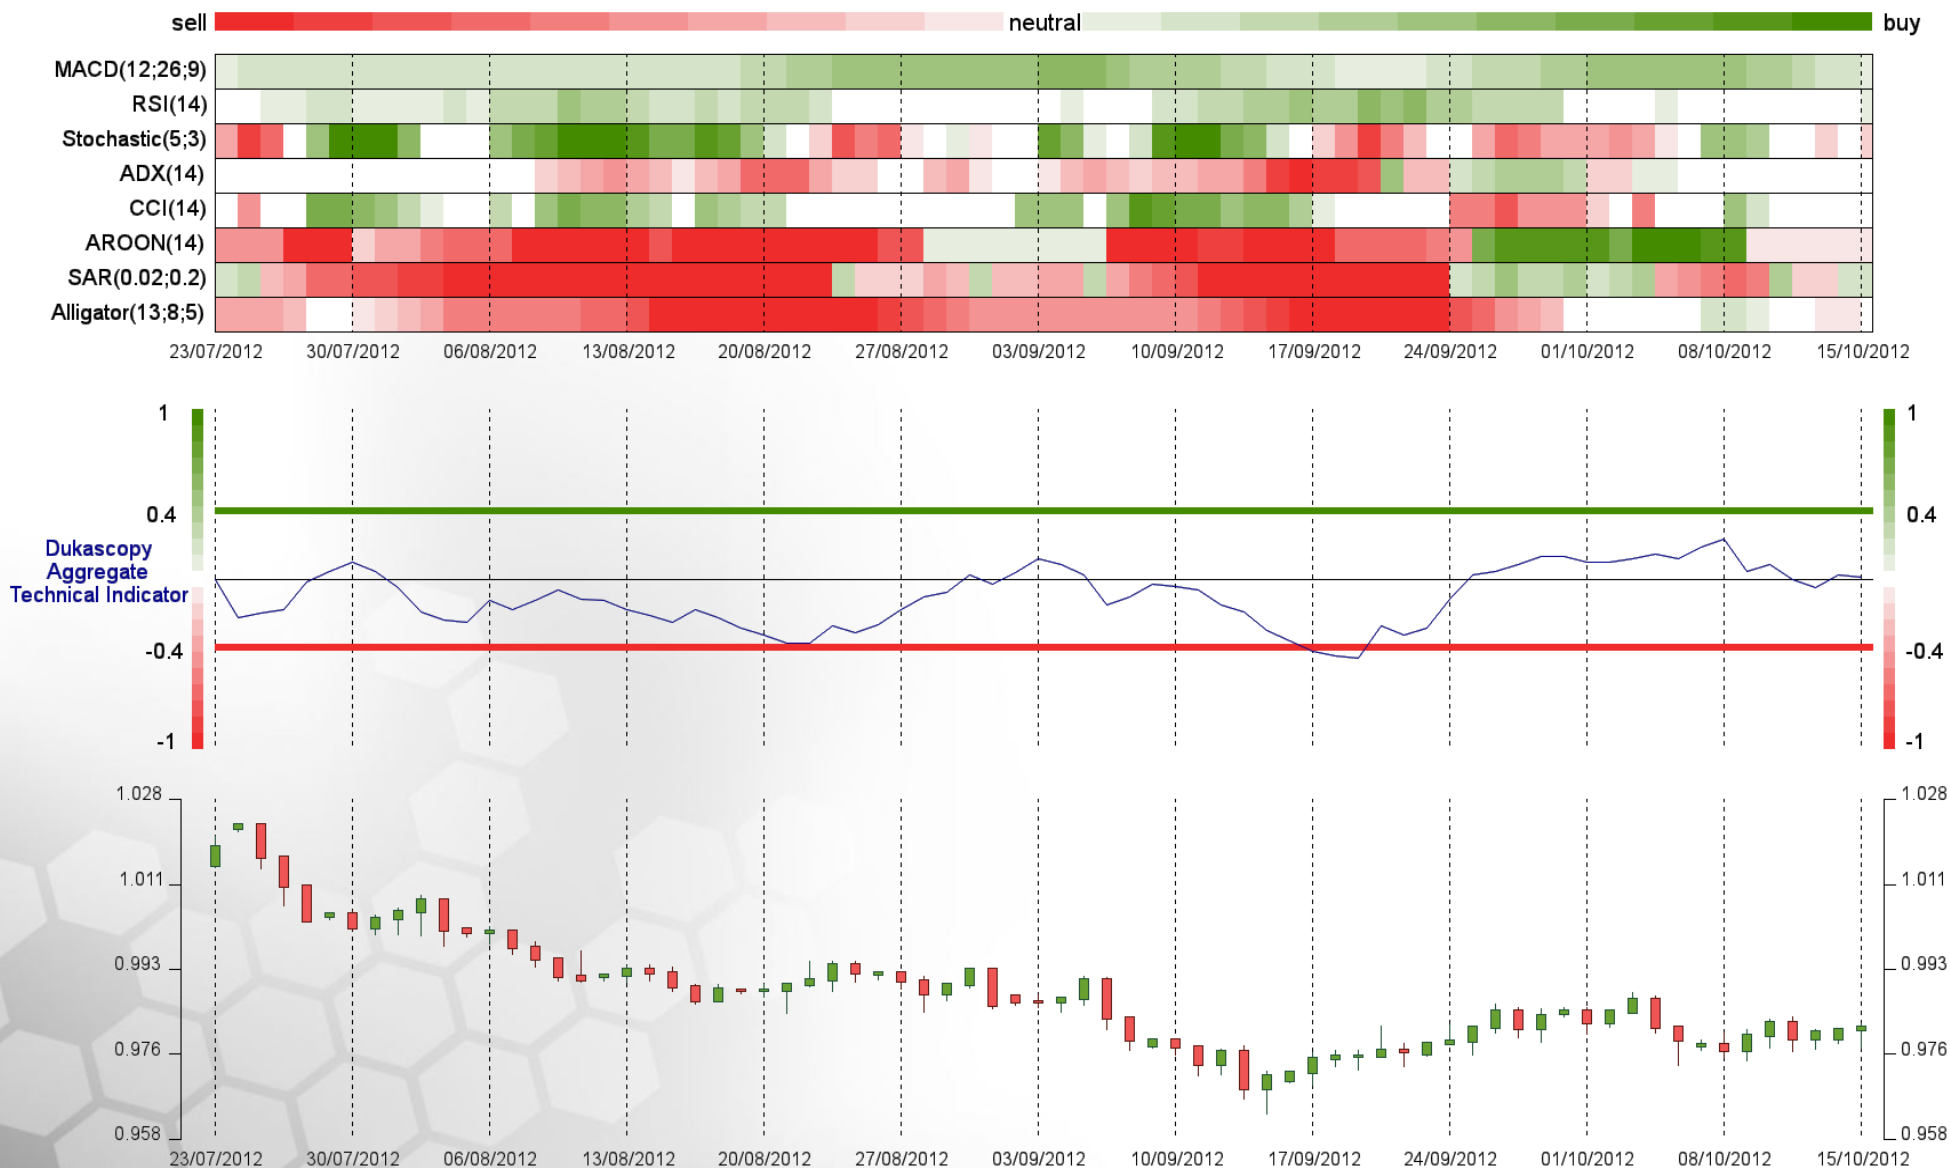 sell neutral buy
MACD(12;26;9)
RSI(14)
Stochastic(5;3)
ADX(14)
CCI(14)
AROON(14)
SAR(0.02;0.2)
Alligator(13;8;5)
23/07/2012 30/07/2012 06/08/2012 13/08/2012 20/08/2012 27/08/2012 03/09/2012 10/09/2012 17/09/2012 24/09/2012 01/10/2012 08/10/2012 15/10/2012
1 1
0.4 0.4
Dukascopy
Aggregate
Technical Indicator
-0.4 -0.4
-1 -1
1.028 1.028
1.011 1.011
0.993 0.993
0.976 0.976
0.958 0.958
23/07/2012 30/07/2012 06/08/2012 13/08/2012 20/08/2012 27/08/2012 03/09/2012 10/09/2012 17/09/2012 24/09/2012 01/10/2012 08/10/2012 15/10/2012